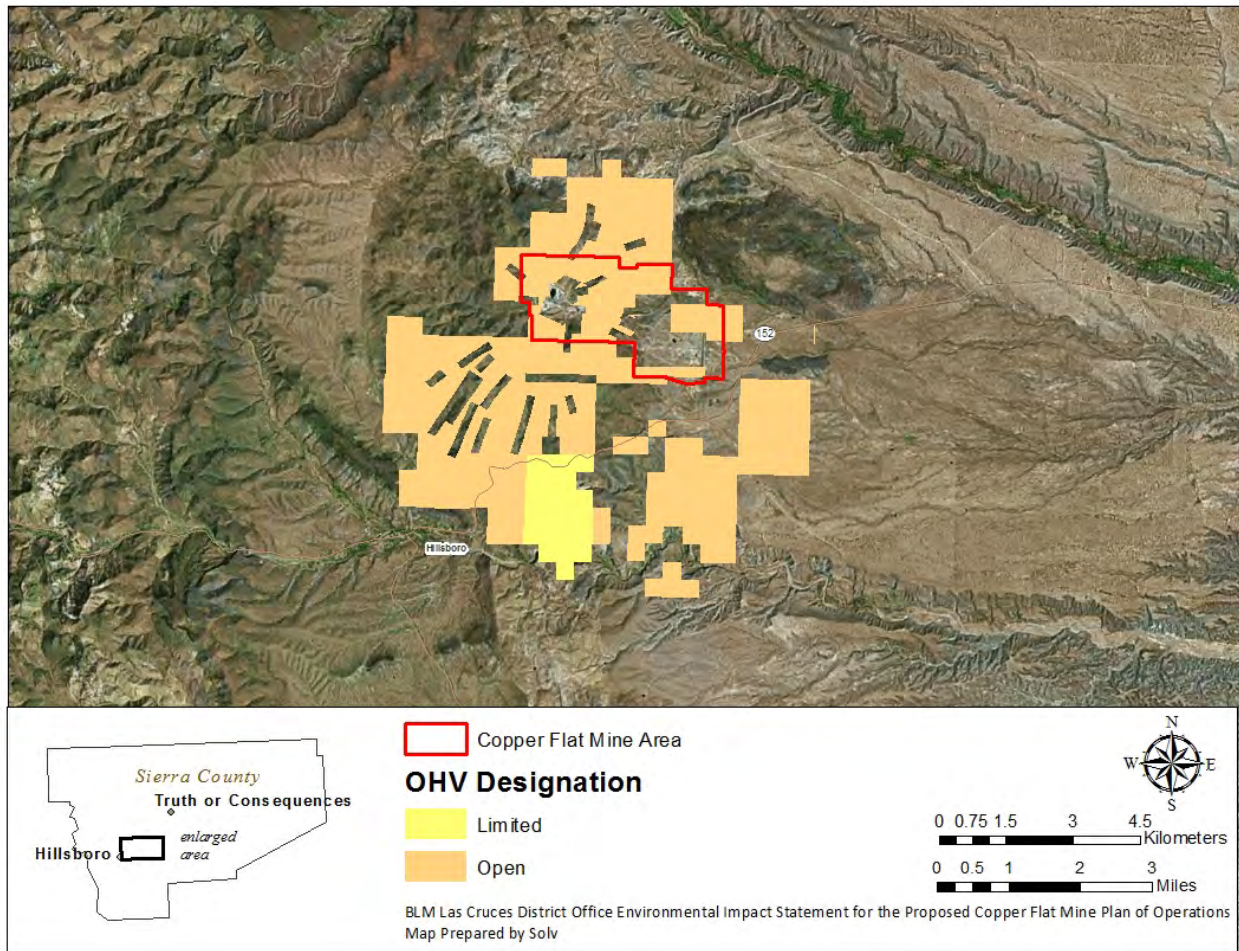 152
Hillsboro
Sierra County
Truth or Consequences
Hillsboro
enlarged
area
Copper Flat Mine Area
OHV Designation
Limited
Open
N
W E
S
0 0.75 1.5 3 4.5
Kilometers
0 0.5 1 2 3
Miles
BLM Las Cruces District Office Environmental Impact Statement for the Proposed Copper Flat Mine Plan of Operations
Map Prepared by Solv